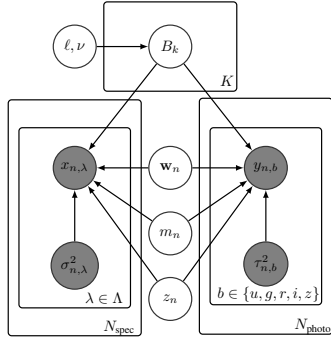 ℓ, ν
B_k
K
x_{n,λ}
w_n
y_{n,b}
m_n
σ²_{n,λ}
τ²_{n,b}
z_n
λ ∈ Λ
b ∈ {u, g, r, i, z}
N_spec
N_photo